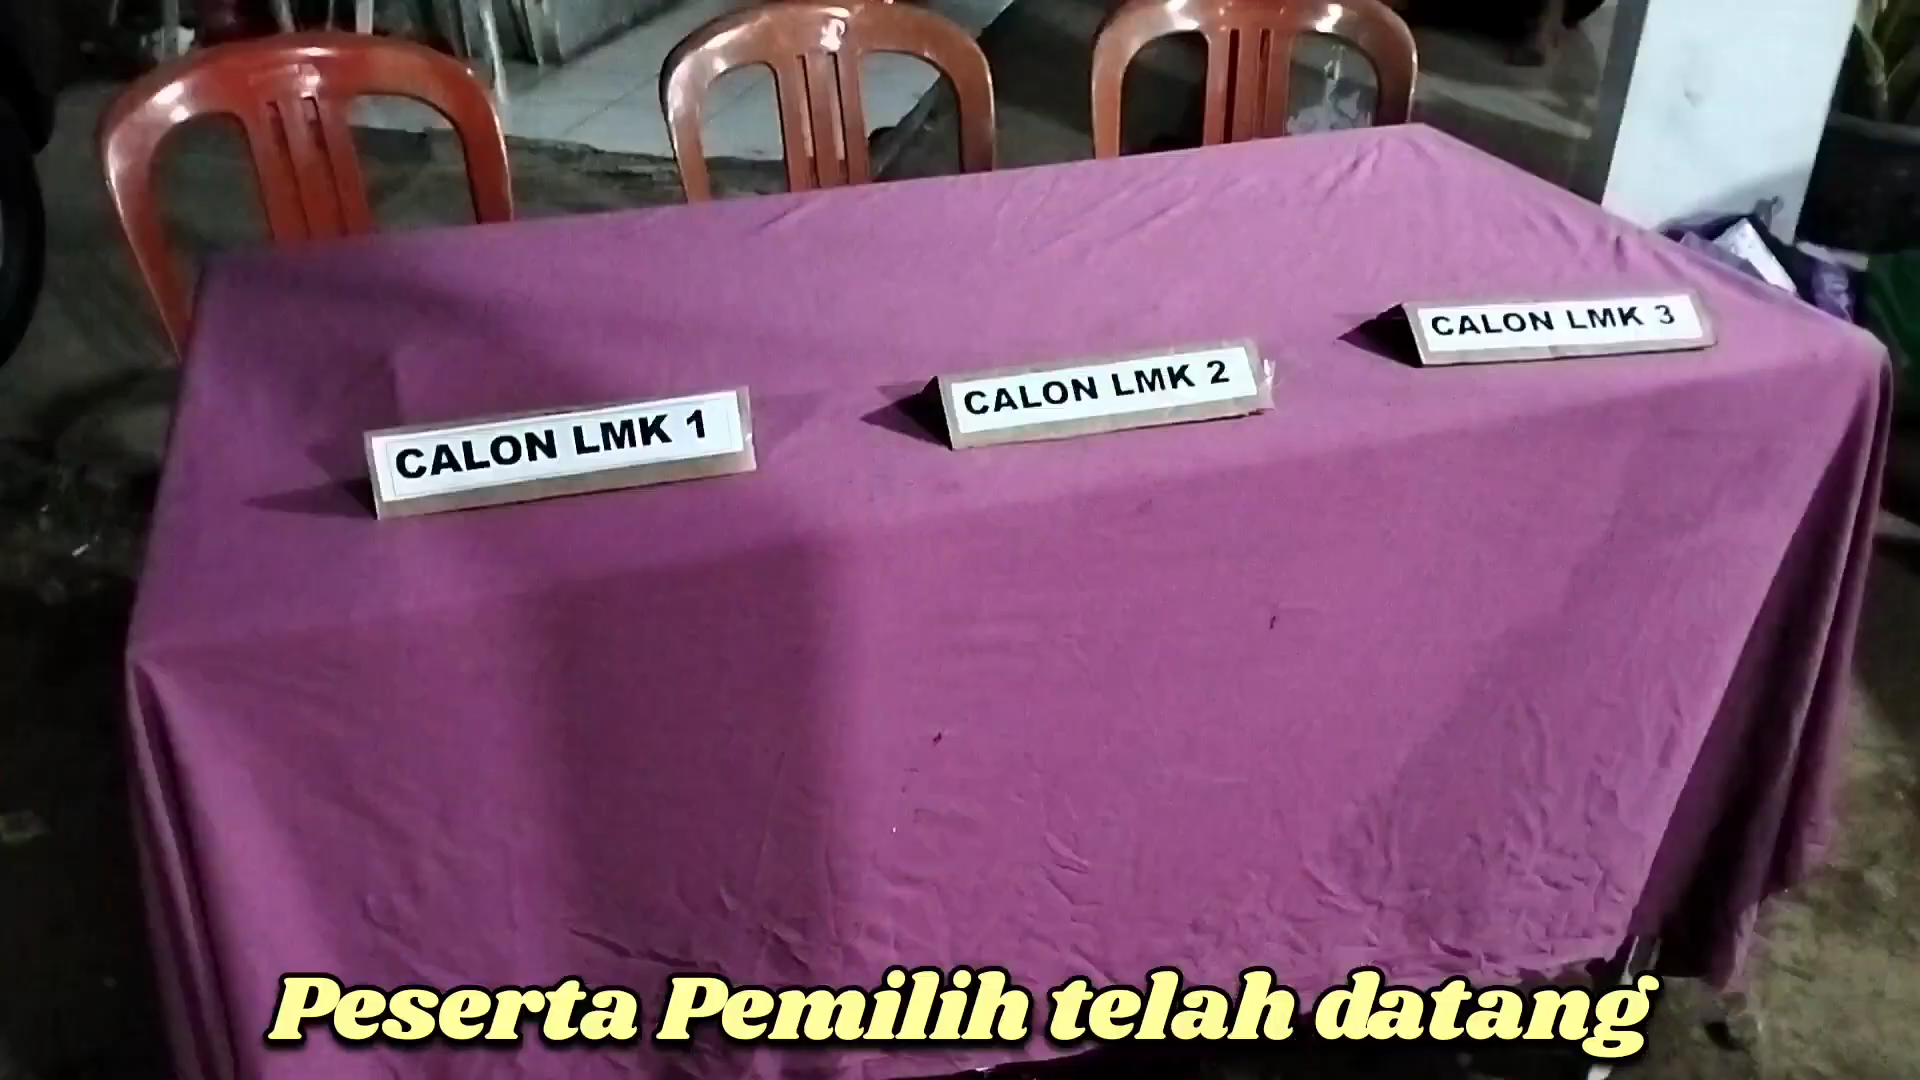 CALON LMK 1
CALON LMK 2
CALON LMK 3
Peserta Pemilih telah datang